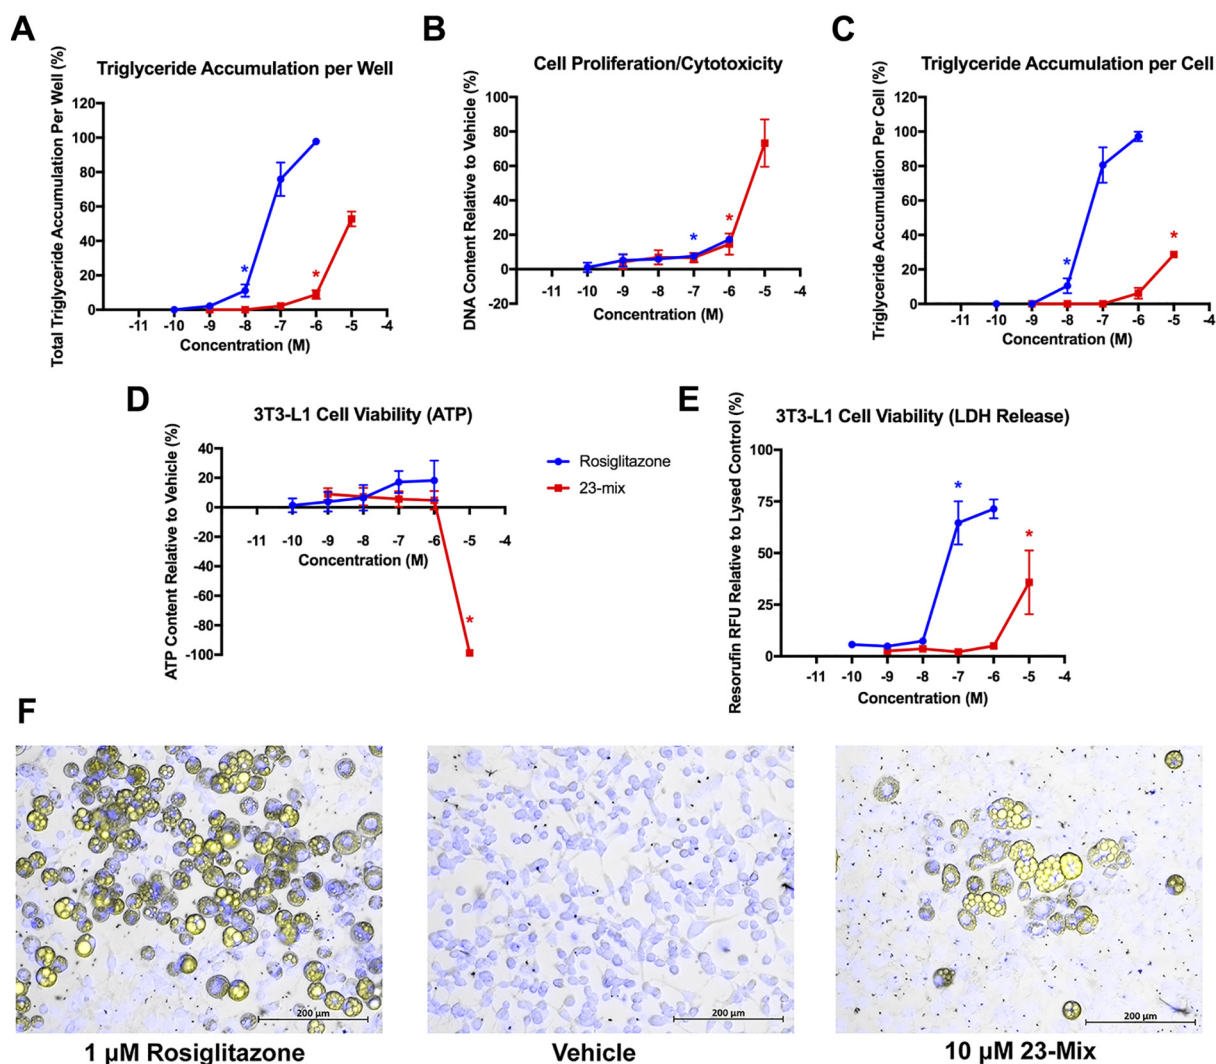 A
Triglyceride Accumulation per Well
Total Triglyceride Accumulation Per Well (%)
120
100
80
60
40
20
0
*
*
-11 -10 -9 -8 -7 -6 -5 -4
Concentration (M)
B
Cell Proliferation/Cytotoxicity
DNA Content Relative to Vehicle (%)
100
80
60
40
20
0
-20
*
*
-11 -10 -9 -8 -7 -6 -5 -4
Concentration (M)
C
Triglyceride Accumulation per Cell
Triglyceride Accumulation Per Cell (%)
120
100
80
60
40
20
0
*
*
-11 -10 -9 -8 -7 -6 -5 -4
Concentration (M)
D
3T3-L1 Cell Viability (ATP)
ATP Content Relative to Vehicle (%)
40
20
0
-20
-40
-60
-80
-100
-11 -10 -9 -8 -7 -6 -5 -4
Concentration (M)
*
Rosiglitazone
23-mix
E
3T3-L1 Cell Viability (LDH Release)
Resorufin RFU Relative to Lysed Control (%)
100
75
50
25
0
*
*
-11 -10 -9 -8 -7 -6 -5 -4
Concentration (M)
F
200 µm
200 µm
200 µm
1 µM Rosiglitazone
Vehicle
10 µM 23-Mix